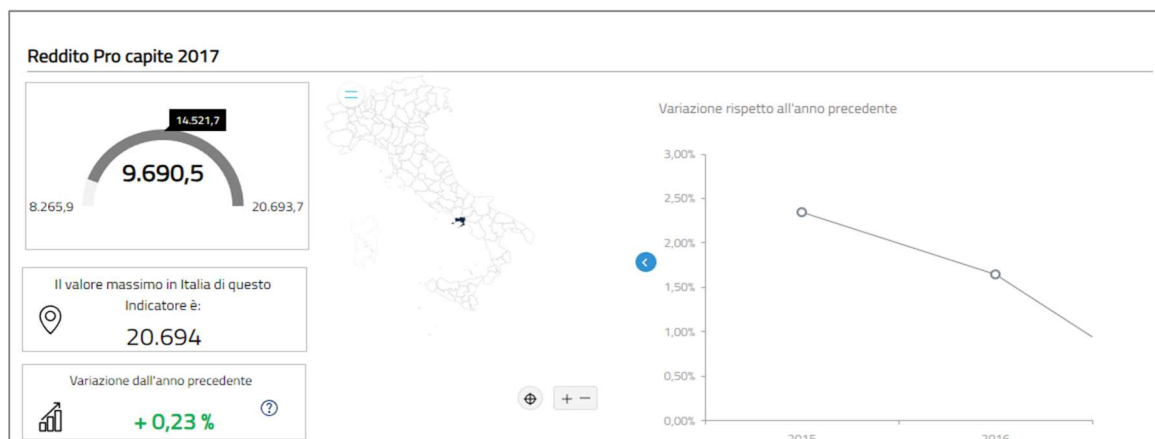 Reddito Pro capite 2017
14.521,7
9.690,5
8.265,9
20.693,7
Il valore massimo in Italia di questo
Indicatore è:
20.694
Variazione dall'anno precedente
+ 0,23 %
Variazione rispetto all'anno precedente
3,00%
2,50%
2,00%
1,50%
1,00%
0,50%
0,00%
2015
2016